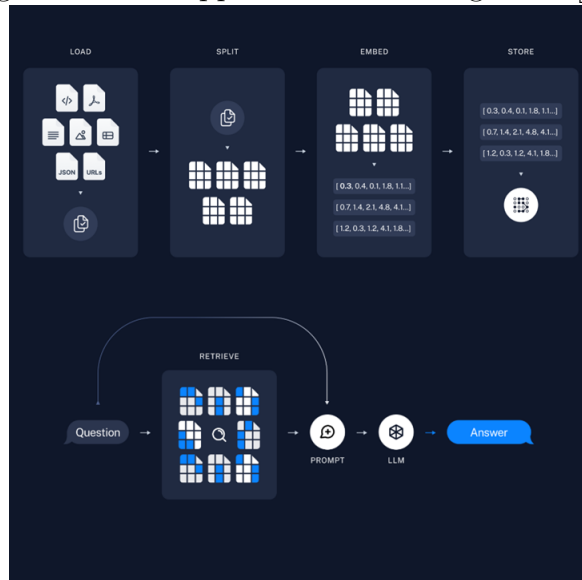 LOAD
SPLIT
EMBED
STORE
</>
JSON
URLs
[ 0.3, 0.4, 0.1, 1.8, 1.1...]
[ 0.7, 1.4, 2.1, 4.8, 4.1...]
[ 1.2, 0.3, 1.2, 4.1, 1.8...]
[ 0.3, 0.4, 0.1, 1.8, 1.1...]
[ 0.7, 1.4, 2.1, 4.8, 4.1...]
[ 1.2, 0.3, 1.2, 4.1, 1.8...]
RETRIEVE
Question
PROMPT
LLM
Answer